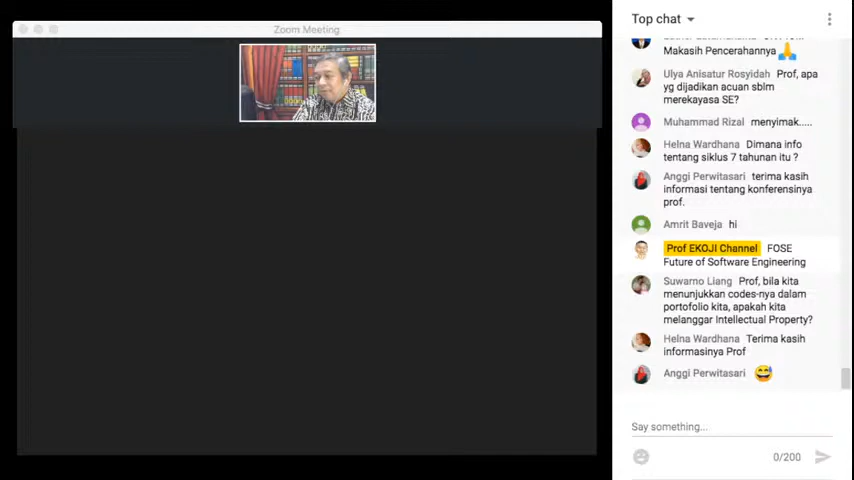 Zoom Meeting
Top chat
Makasih Pencerahannya
Ulya Anisatur Rosyidah Prof, apa
yg dijadikan acuan sblm
merekayasa SE?
Muhammad Rizal menyimak.....
Helna Wardhana Dimana info
tentang siklus 7 tahunan itu ?
Anggi Perwitasari terima kasih
informasi tentang konferensinya
prof.
Amrit Baveja hi
Prof EKOJI Channel FOSE
Future of Software Engineering
Suwarno Liang Prof, bila kita
menunjukkan codes-nya dalam
portofolio kita, apakah kita
melanggar Intellectual Property?
Helna Wardhana Terima kasih
informasinya Prof
Anggi Perwitasari
Say something...
0/200